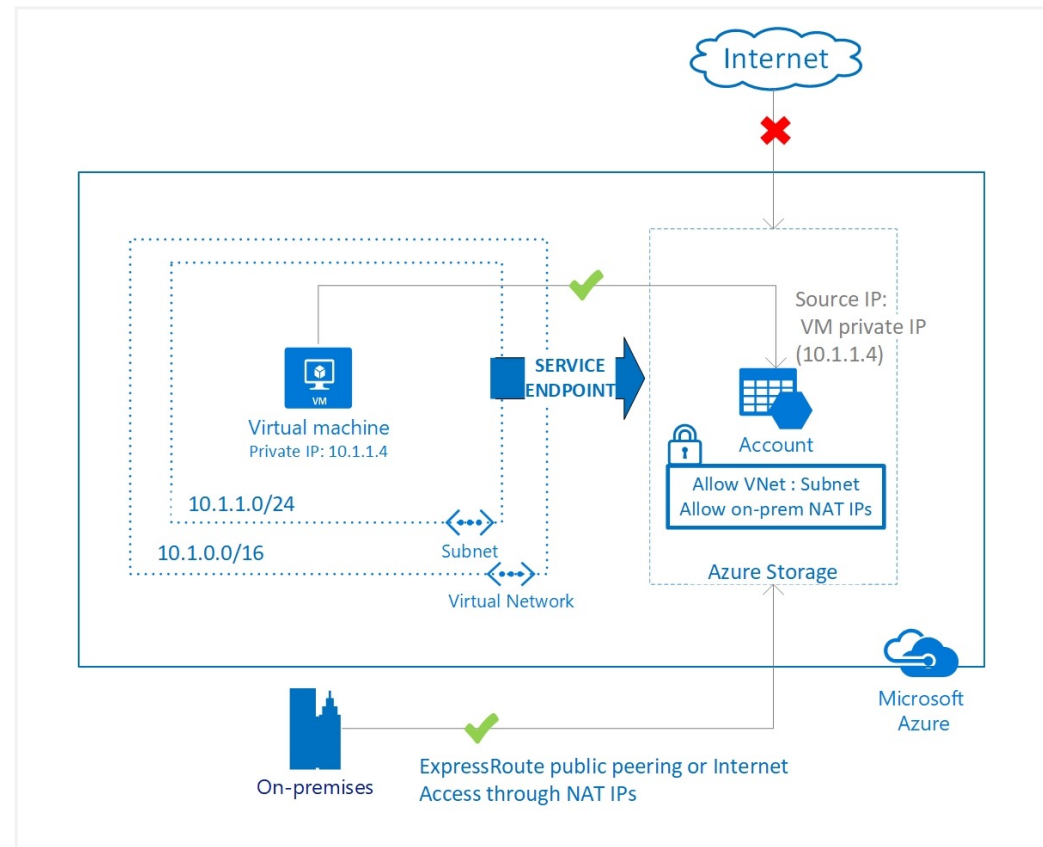 Internet
Source IP:
VM private IP
(10.1.1.4)
SERVICE
ENDPOINT
VM
Virtual machine
Private IP: 10.1.1.4
Account
Allow VNet : Subnet
Allow on-prem NAT IPs
10.1.1.0/24
10.1.0.0/16
Subnet
Azure Storage
Virtual Network
Microsoft
Azure
On-premises
ExpressRoute public peering or Internet
Access through NAT IPs